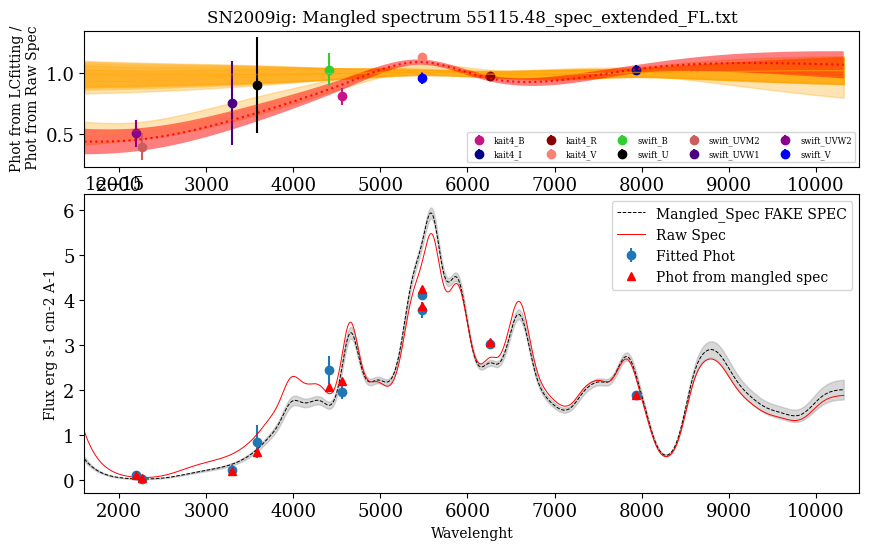 SN2009ig: Mangled spectrum 55115.48_spec_extended_FL.txt
Phot from LCfitting /
Phot from Raw Spec
1.0
0.5
kait4_B kait4_R swift_B swift_UVM2 swift_UVW2
kait4_I kait4_V swift_U swift_UVW1 swift_V
2000 3000 4000 5000 6000 7000 8000 9000 10000
1e−15
Flux erg s-1 cm-2 A-1
6
5
4
3
2
1
0
Mangled_Spec FAKE SPEC
Raw Spec
Fitted Phot
Phot from mangled spec
2000 3000 4000 5000 6000 7000 8000 9000 10000
Wavelenght